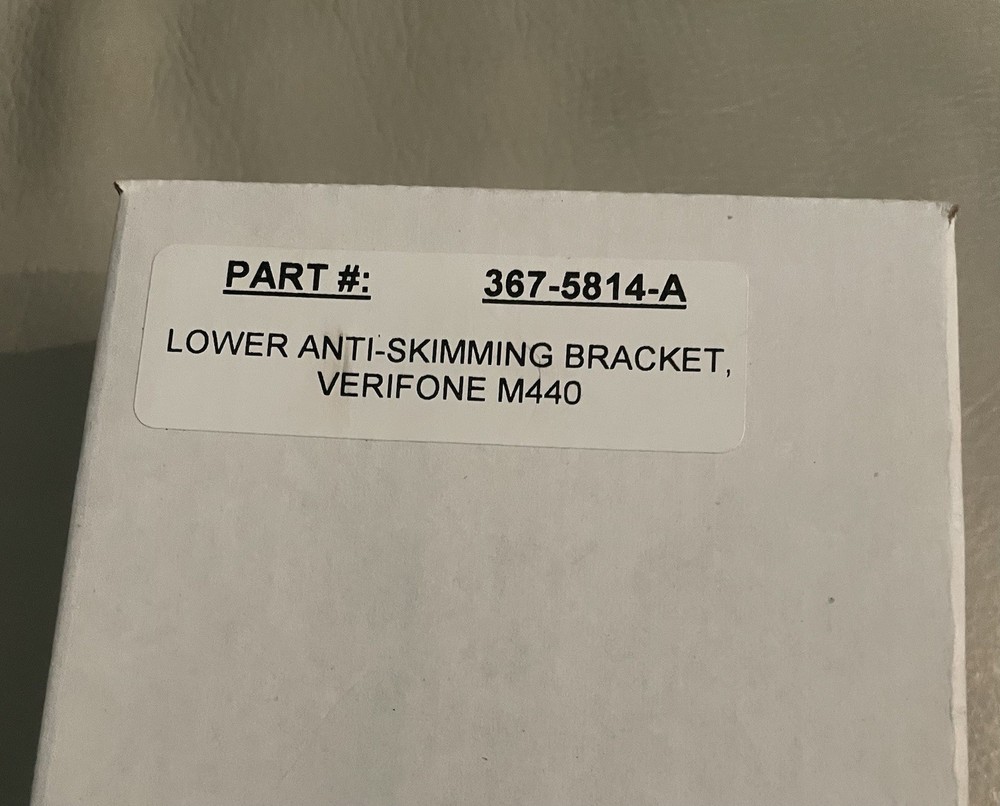 PART #: 367-5814-A
LOWER ANTI-SKIMMING BRACKET,
VERIFONE M440